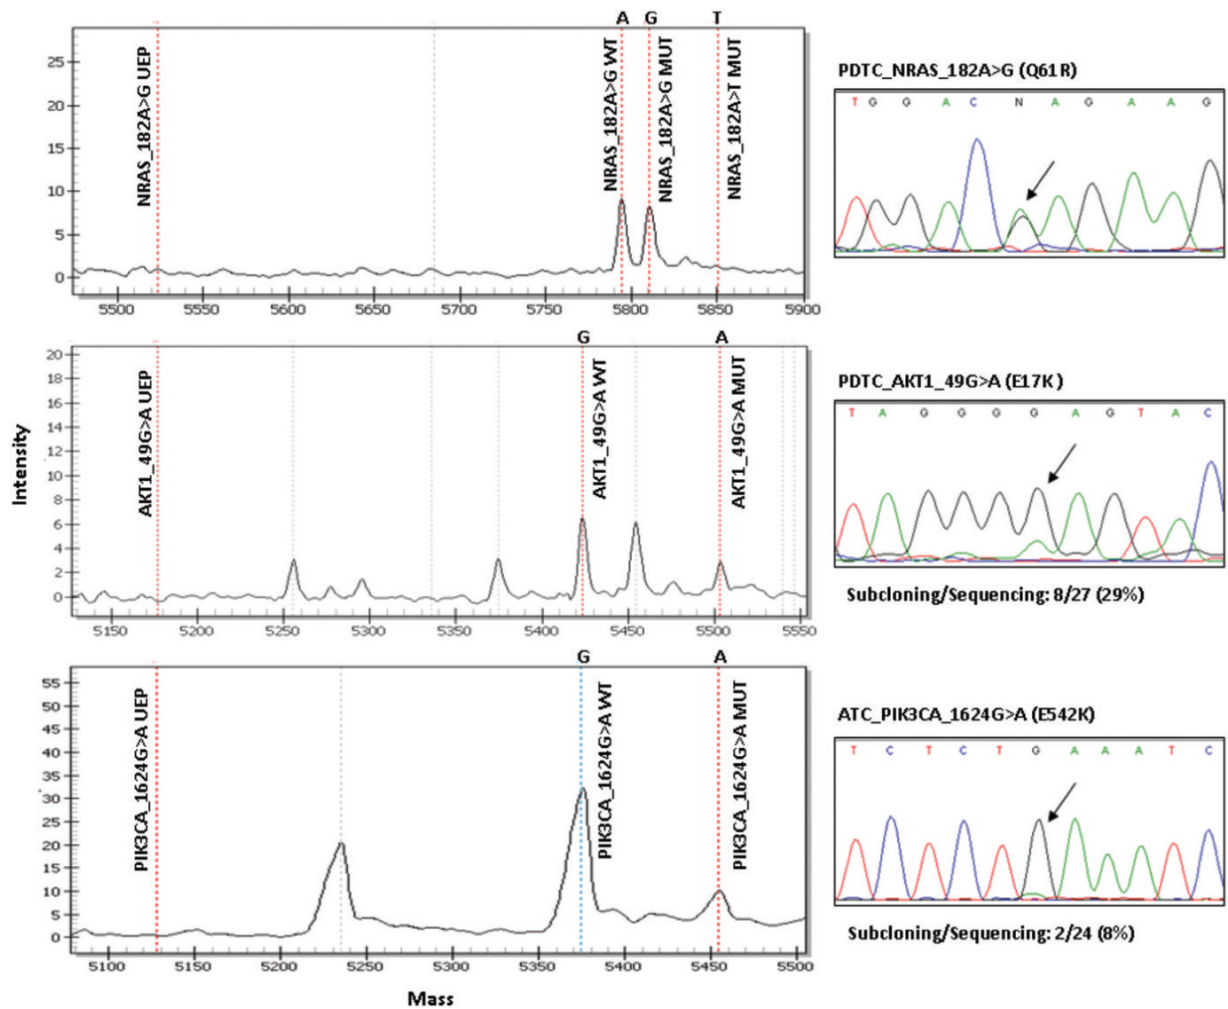 A G T
NRAS_182A>G UEP
NRAS_182A>G WT
NRAS_182A>G MUT
NRAS_182A>T MUT
25
20
15
10
5
0
5500 5550 5600 5650 5700 5750 5800 5850 5900
PDTC_NRAS_182A>G (Q61R)
T G G A C N A G A A G
G A
AKT1_49G>A UEP
AKT1_49G>A WT
AKT1_49G>A MUT
20
18
16
14
12
10
8
6
4
2
0
5150 5200 5250 5300 5350 5400 5450 5500 5550
Intensity
PDTC_AKT1_49G>A (E17K )
T A G G G G A G T A C
Subcloning/Sequencing: 8/27 (29%)
G A
PIK3CA_1624G>A UEP
PIK3CA_1624G>A WT
PIK3CA_1624G>A MUT
55
50
45
40
35
30
25
20
15
10
5
0
5100 5150 5200 5250 5300 5350 5400 5450 5500
Mass
ATC_PIK3CA_1624G>A (E542K)
T C T C T G A A A T C
Subcloning/Sequencing: 2/24 (8%)